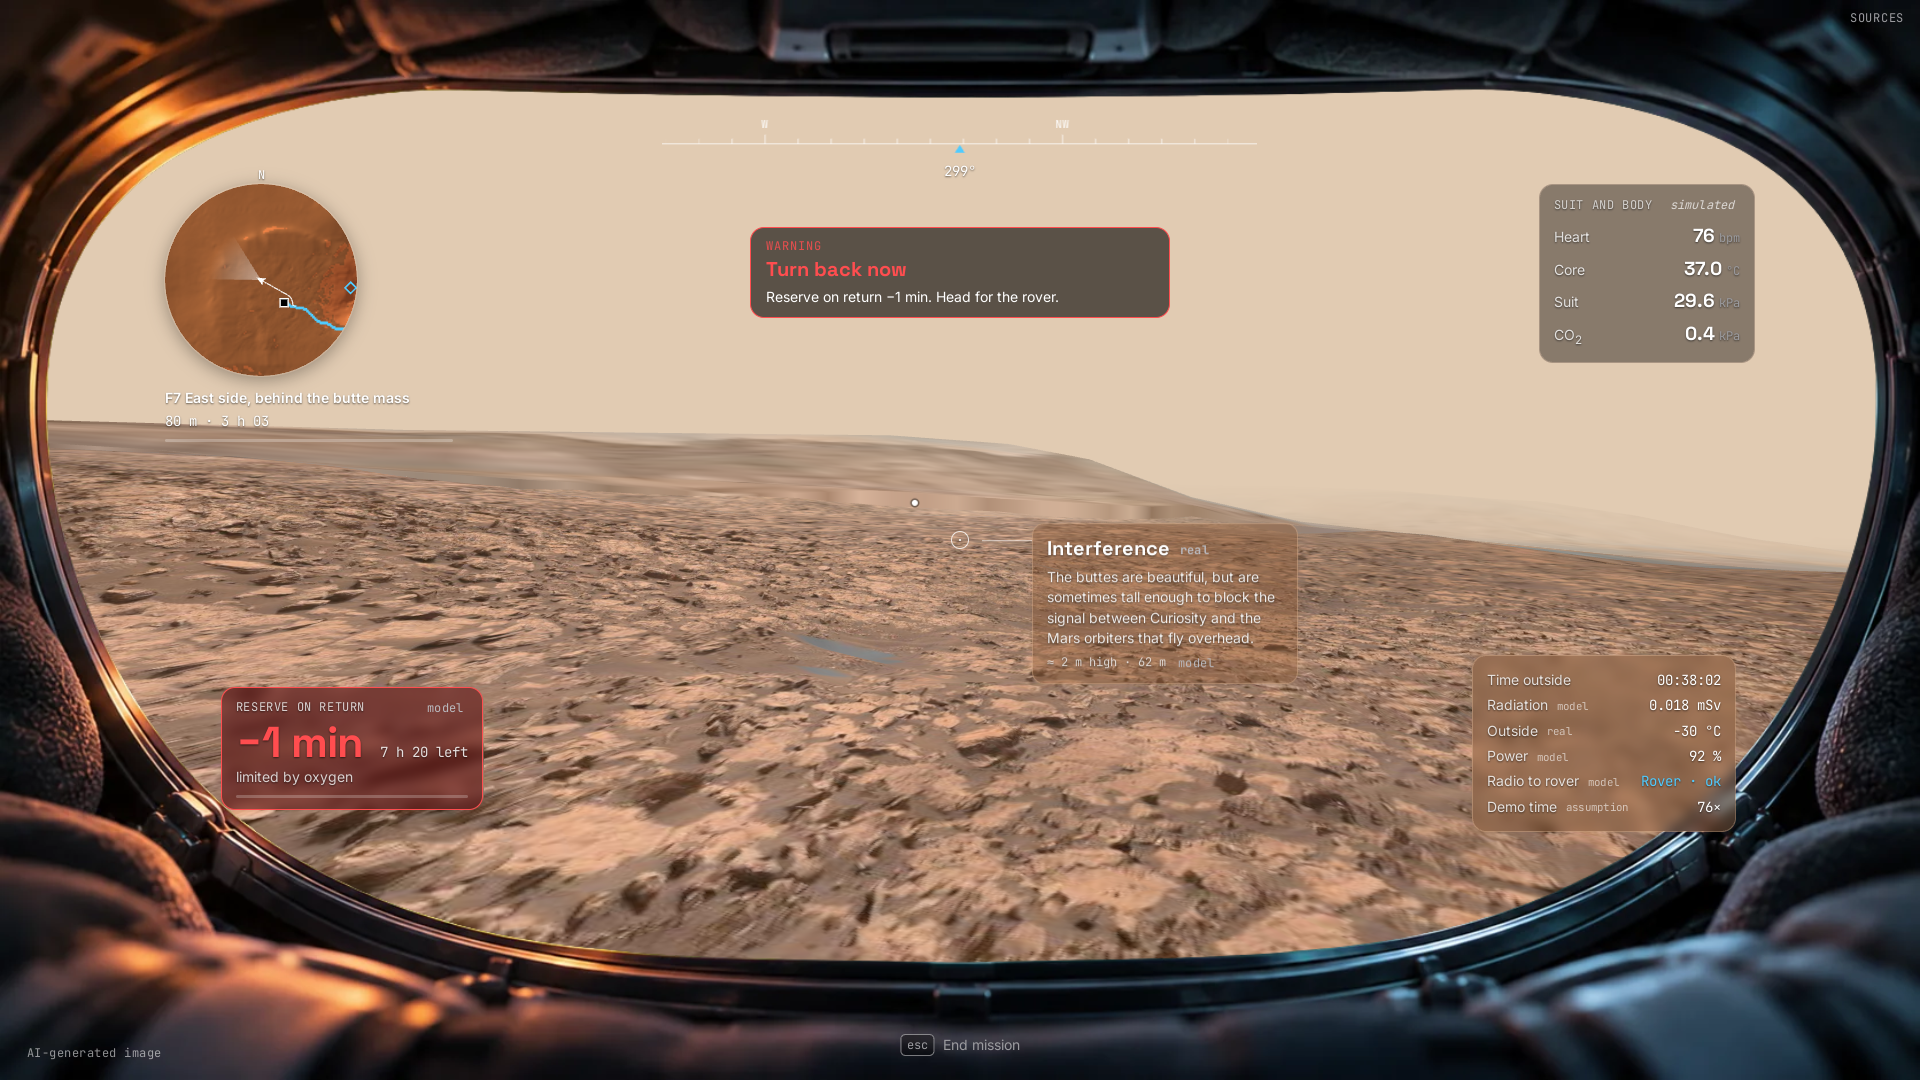 SOURCES
W NW
299°
N
F7 East side, behind the butte mass
80 m · 3 h 03
WARNING
Turn back now
Reserve on return −1 min. Head for the rover.
SUIT AND BODY simulated
Heart 76 bpm
Core 37.0 °C
Suit 29.6 kPa
CO₂ 0.4 kPa
Interference real
The buttes are beautiful, but are
sometimes tall enough to block the
signal between Curiosity and the
Mars orbiters that fly overhead.
≈ 2 m high · 62 m model
RESERVE ON RETURN model
−1 min 7 h 20 left
limited by oxygen
Time outside 00:38:02
Radiation model 0.018 mSv
Outside real -30 °C
Power model 92 %
Radio to rover model Rover · ok
Demo time assumption 76×
esc End mission
AI-generated image